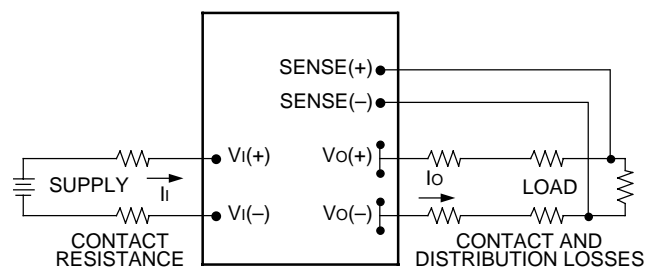 SENSE(+)
SENSE(–)
VI(+)
VO(+)
IO
SUPPLY
II
LOAD
VI(–)
VO(–)
CONTACT
RESISTANCE
CONTACT AND
DISTRIBUTION LOSSES